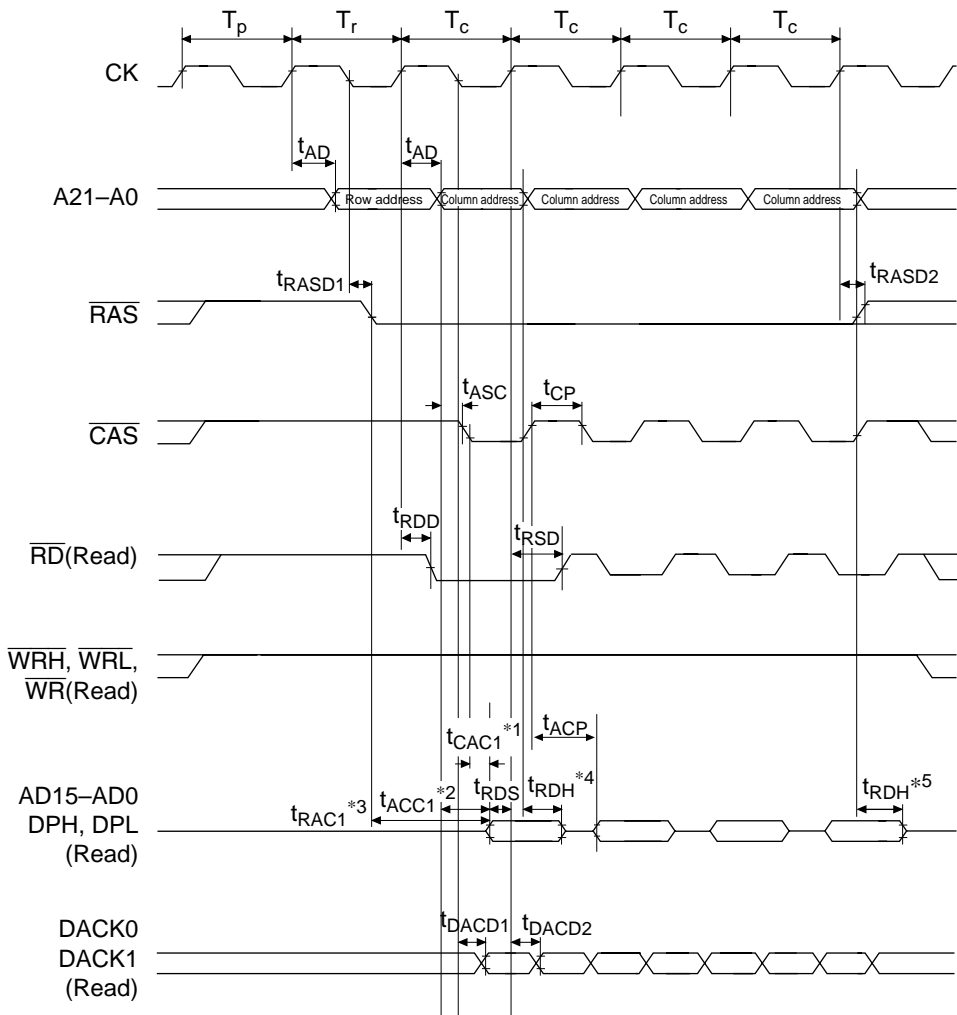 Tp Tr Tc Tc Tc Tc
CK
tAD tAD
A21–A0 Row address Column address Column address Column address Column address
tRASD1 tRASD2
RAS
tASC tCP
CAS
tRDD tRSD
RD(Read)
WRH, WRL,
WR(Read)
tCAC1*1 tACP
AD15–AD0
DPH, DPL
(Read)
tRAC1*3 tACC1*2 tRDS tRDH*4 tRDH*5
DACK0
DACK1
(Read)
tDACD1 tDACD2